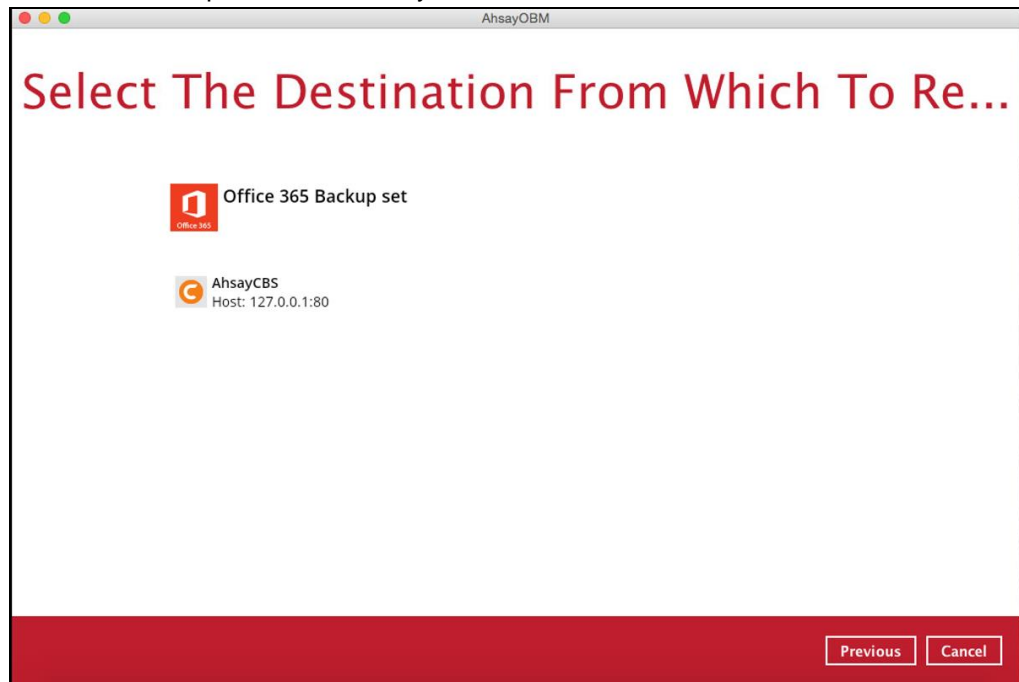 AhsayOBM
Select The Destination From Which To Re...
Office 365 Backup set
Office 365
AhsayCBS
Host: 127.0.0.1:80
Previous Cancel